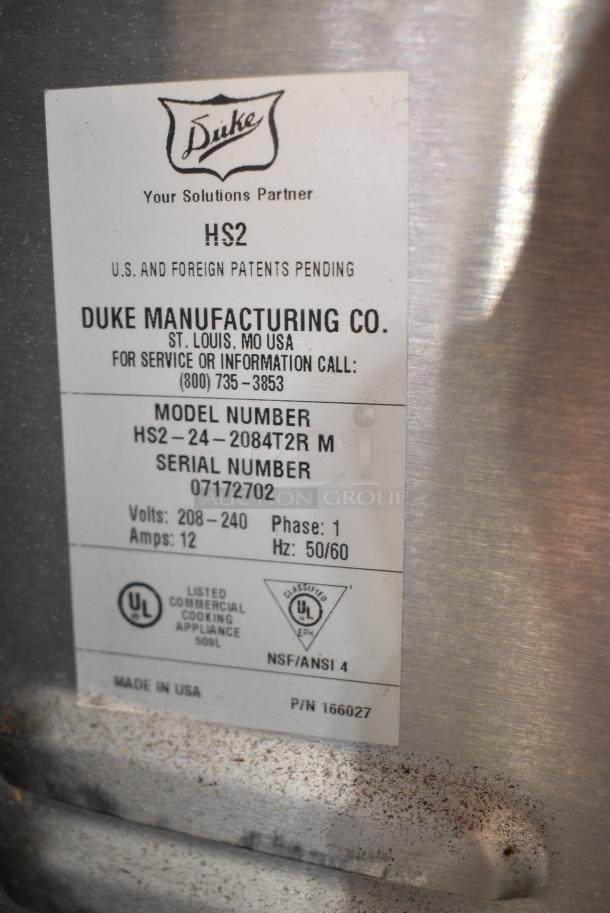 Duke
Your Solutions Partner
HS2
U.S. AND FOREIGN PATENTS PENDING
DUKE MANUFACTURING CO.
ST. LOUIS, MO USA
FOR SERVICE OR INFORMATION CALL:
(800) 735-3853
MODEL NUMBER
HS2-24-2084T2R M
SERIAL NUMBER
07172702
AUCTION GROUP
Volts: 208-240 Phase: 1
Amps: 12 Hz: 50/60
UL
LISTED
COMMERCIAL
COOKING
APPLIANCE
509L
CLASSIFIED
UL
EPH
NSF/ANSI 4
MADE IN USA
P/N 166027